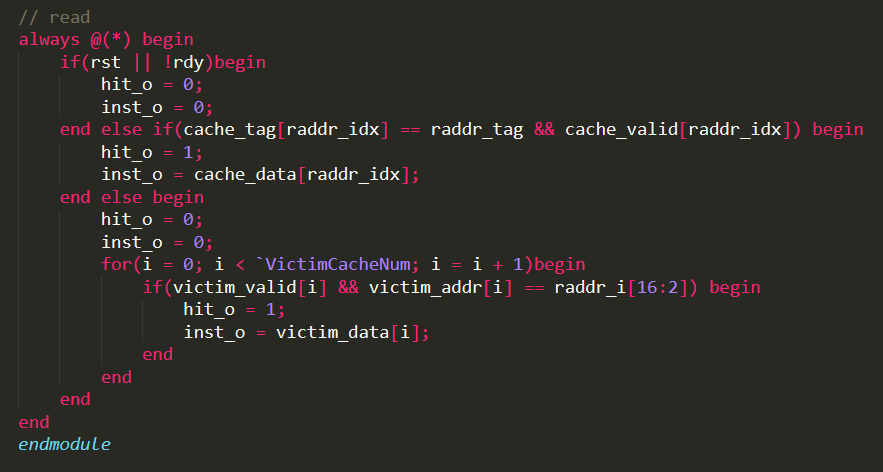 // read
always @(*) begin
    if(rst || !rdy)begin
        hit_o = 0;
        inst_o = 0;
    end else if(cache_tag[raddr_idx] == raddr_tag && cache_valid[raddr_idx]) begin
        hit_o = 1;
        inst_o = cache_data[raddr_idx];
    end else begin
        hit_o = 0;
        inst_o = 0;
        for(i = 0; i < `VictimCacheNum; i = i + 1)begin
            if(victim_valid[i] && victim_addr[i] == raddr_i[16:2]) begin
                hit_o = 1;
                inst_o = victim_data[i];
            end
        end
    end
end
endmodule